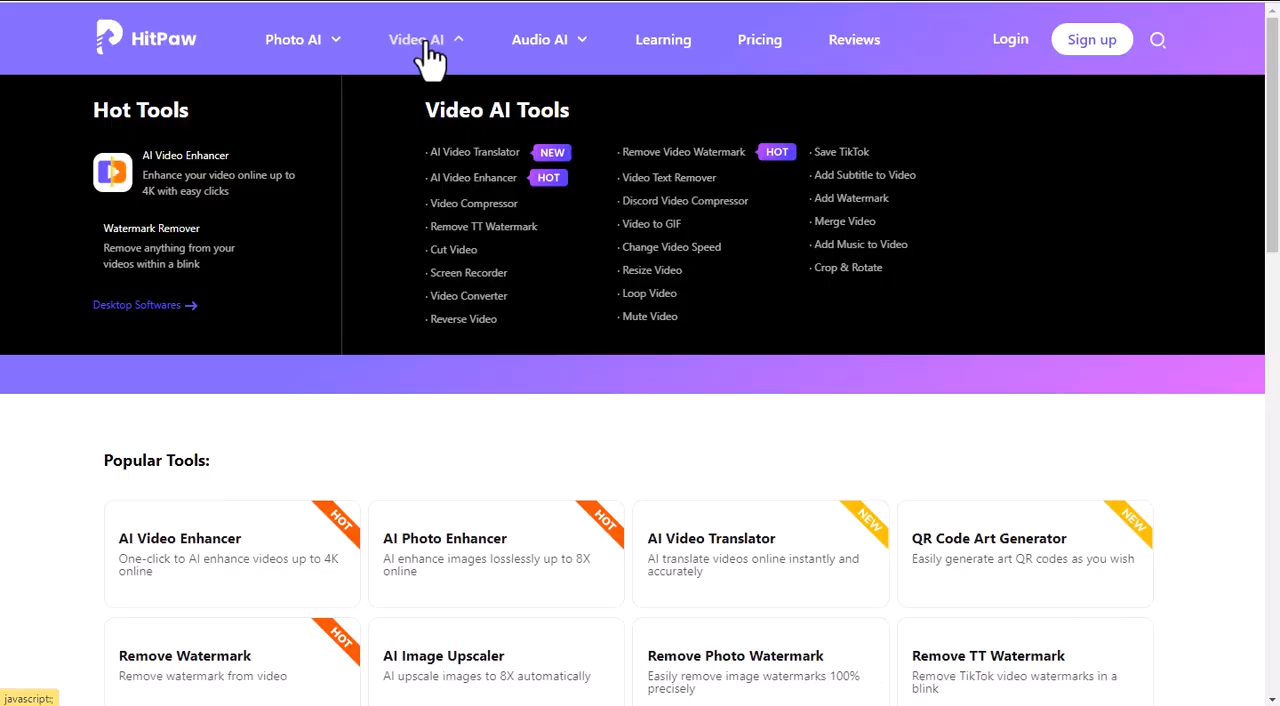 HitPaw
Photo AI
Video AI
Audio AI
Learning
Pricing
Reviews
Login
Sign up
Hot Tools
AI Video Enhancer
Enhance your video online up to
4K with easy clicks
Watermark Remover
Remove anything from your
videos within a blink
Desktop Softwares
Video AI Tools
· AI Video Translator NEW
· AI Video Enhancer HOT
· Video Compressor
· Remove TT Watermark
· Cut Video
· Screen Recorder
· Video Converter
· Reverse Video
· Remove Video Watermark HOT
· Video Text Remover
· Discord Video Compressor
· Video to GIF
· Change Video Speed
· Resize Video
· Loop Video
· Mute Video
· Save TikTok
· Add Subtitle to Video
· Add Watermark
· Merge Video
· Add Music to Video
· Crop & Rotate
Popular Tools:
HOT
AI Video Enhancer
One-click to AI enhance videos up to 4K
online
HOT
AI Photo Enhancer
AI enhance images losslessly up to 8X
online
NEW
AI Video Translator
AI translate videos online instantly and
accurately
NEW
QR Code Art Generator
Easily generate art QR codes as you wish
HOT
Remove Watermark
Remove watermark from video
AI Image Upscaler
AI upscale images to 8X automatically
Remove Photo Watermark
Easily remove image watermarks 100%
precisely
Remove TT Watermark
Remove TikTok video watermarks in a
blink
javascript:;